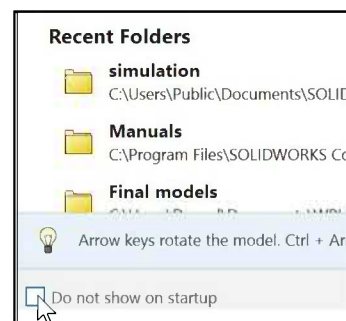 Recent Folders
simulation
C:\Users\Public\Documents\SOLID
Manuals
C:\Program Files\SOLIDWORKS Co
Final models
Arrow keys rotate the model. Ctrl + Ar
Do not show on startup